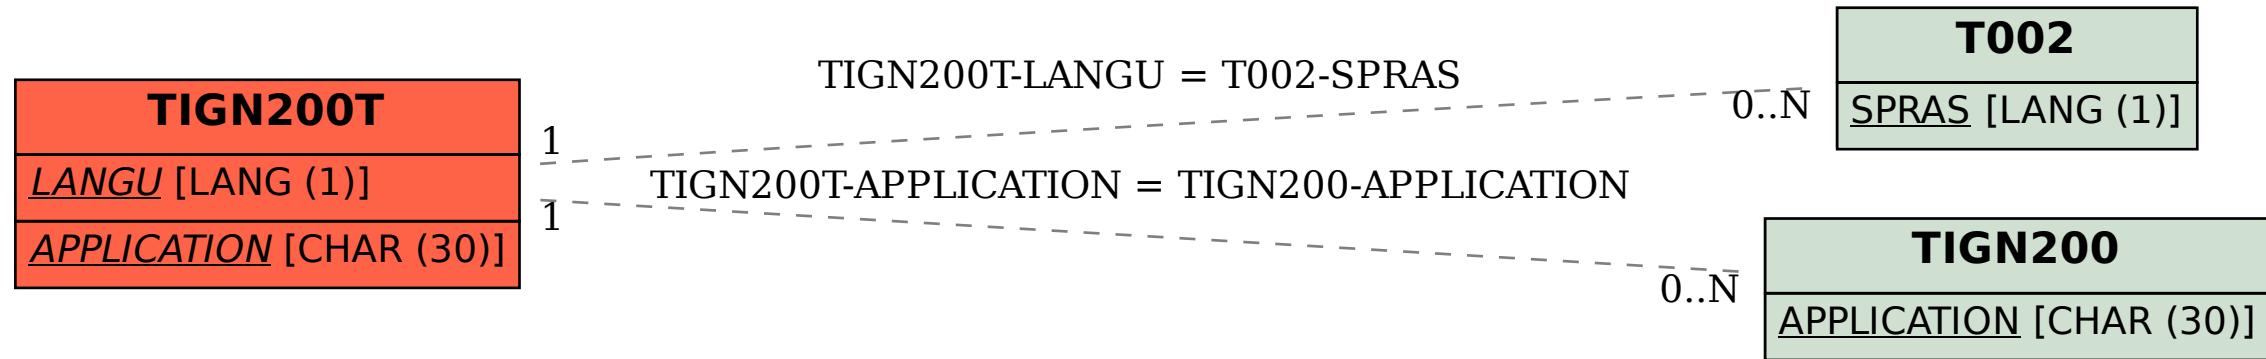 TIGN200T
LANGU [LANG (1)]
APPLICATION [CHAR (30)]
1
1
TIGN200T-LANGU = T002-SPRAS
0..N
TIGN200T-APPLICATION = TIGN200-APPLICATION
0..N
T002
SPRAS [LANG (1)]
TIGN200
APPLICATION [CHAR (30)]